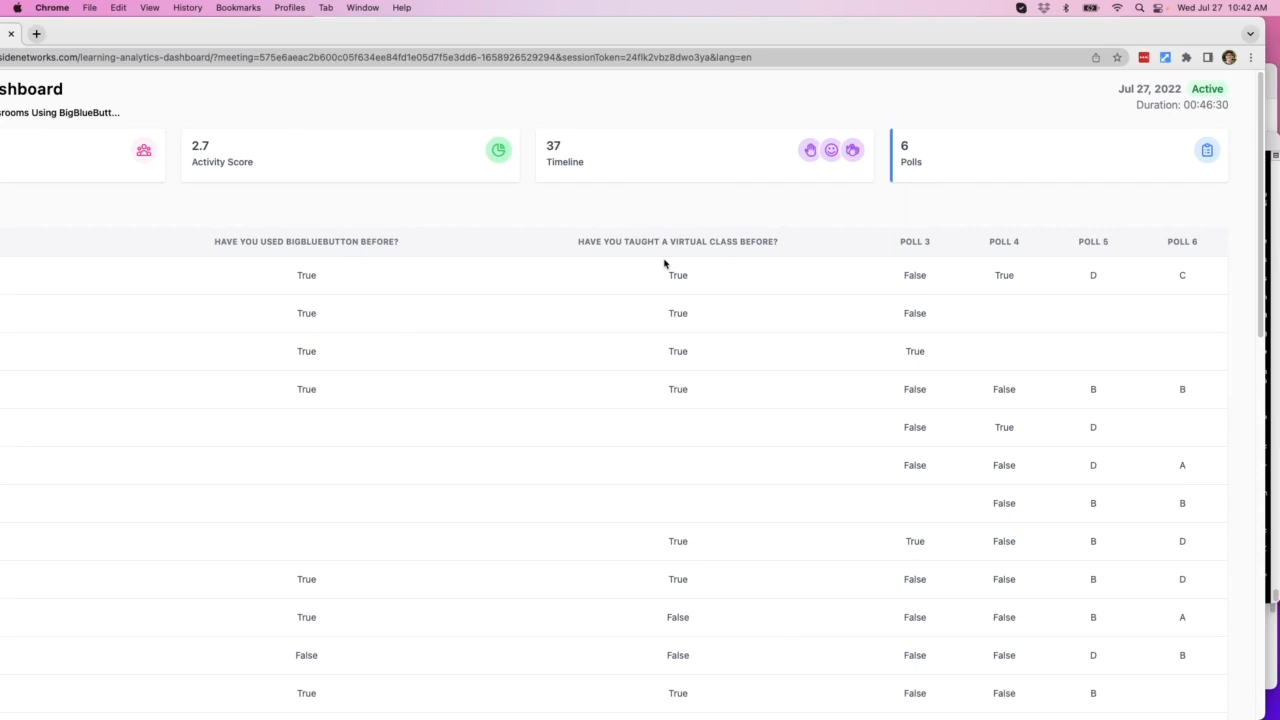 Chrome File Edit View History Bookmarks Profiles Tab Window Help Wed Jul 27 10:42 AM
sidenetworks.com/learning-analytics-dashboard/?meeting=575e6aeac2b600c05f634ee84fd1e05d7f5e3dd6-1658926529294&sessionToken=24flk2vbz8dwo3ya&lang=en
shboard
Jul 27, 2022 Active
Duration: 00:46:30
srooms Using BigBlueButt...
2.7
Activity Score
37
Timeline
6
Polls
HAVE YOU USED BIGBLUEBUTTON BEFORE? HAVE YOU TAUGHT A VIRTUAL CLASS BEFORE? POLL 3 POLL 4 POLL 5 POLL 6
True True False True D C
True True False
True True True
True True False False B B
False True D
False False D A
False B B
True True False B D
True True False False B D
True False False False B A
False False False False D B
True True False False B